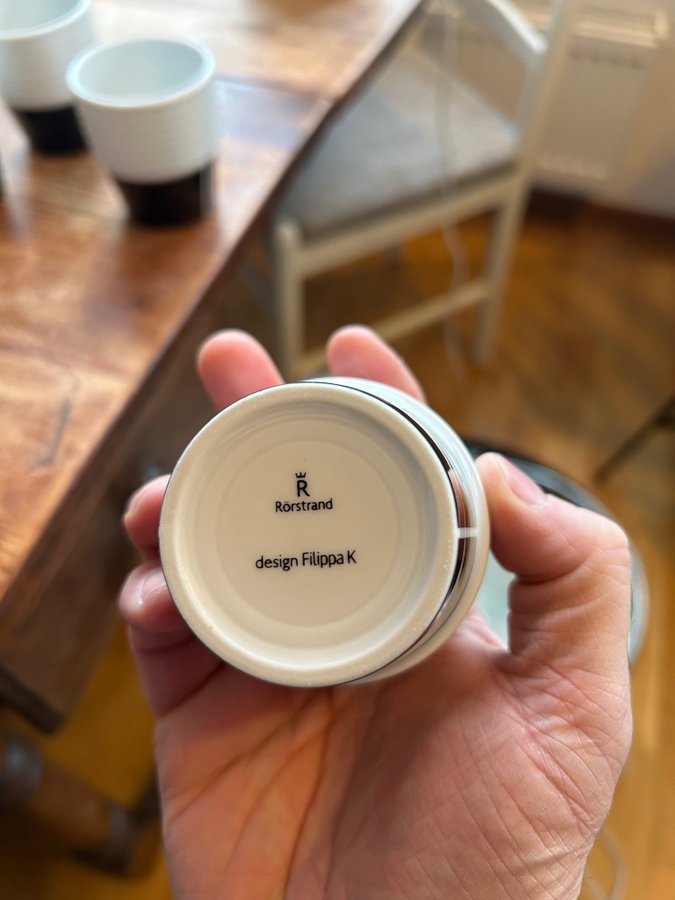 R
Rörstrand
design Filippa K